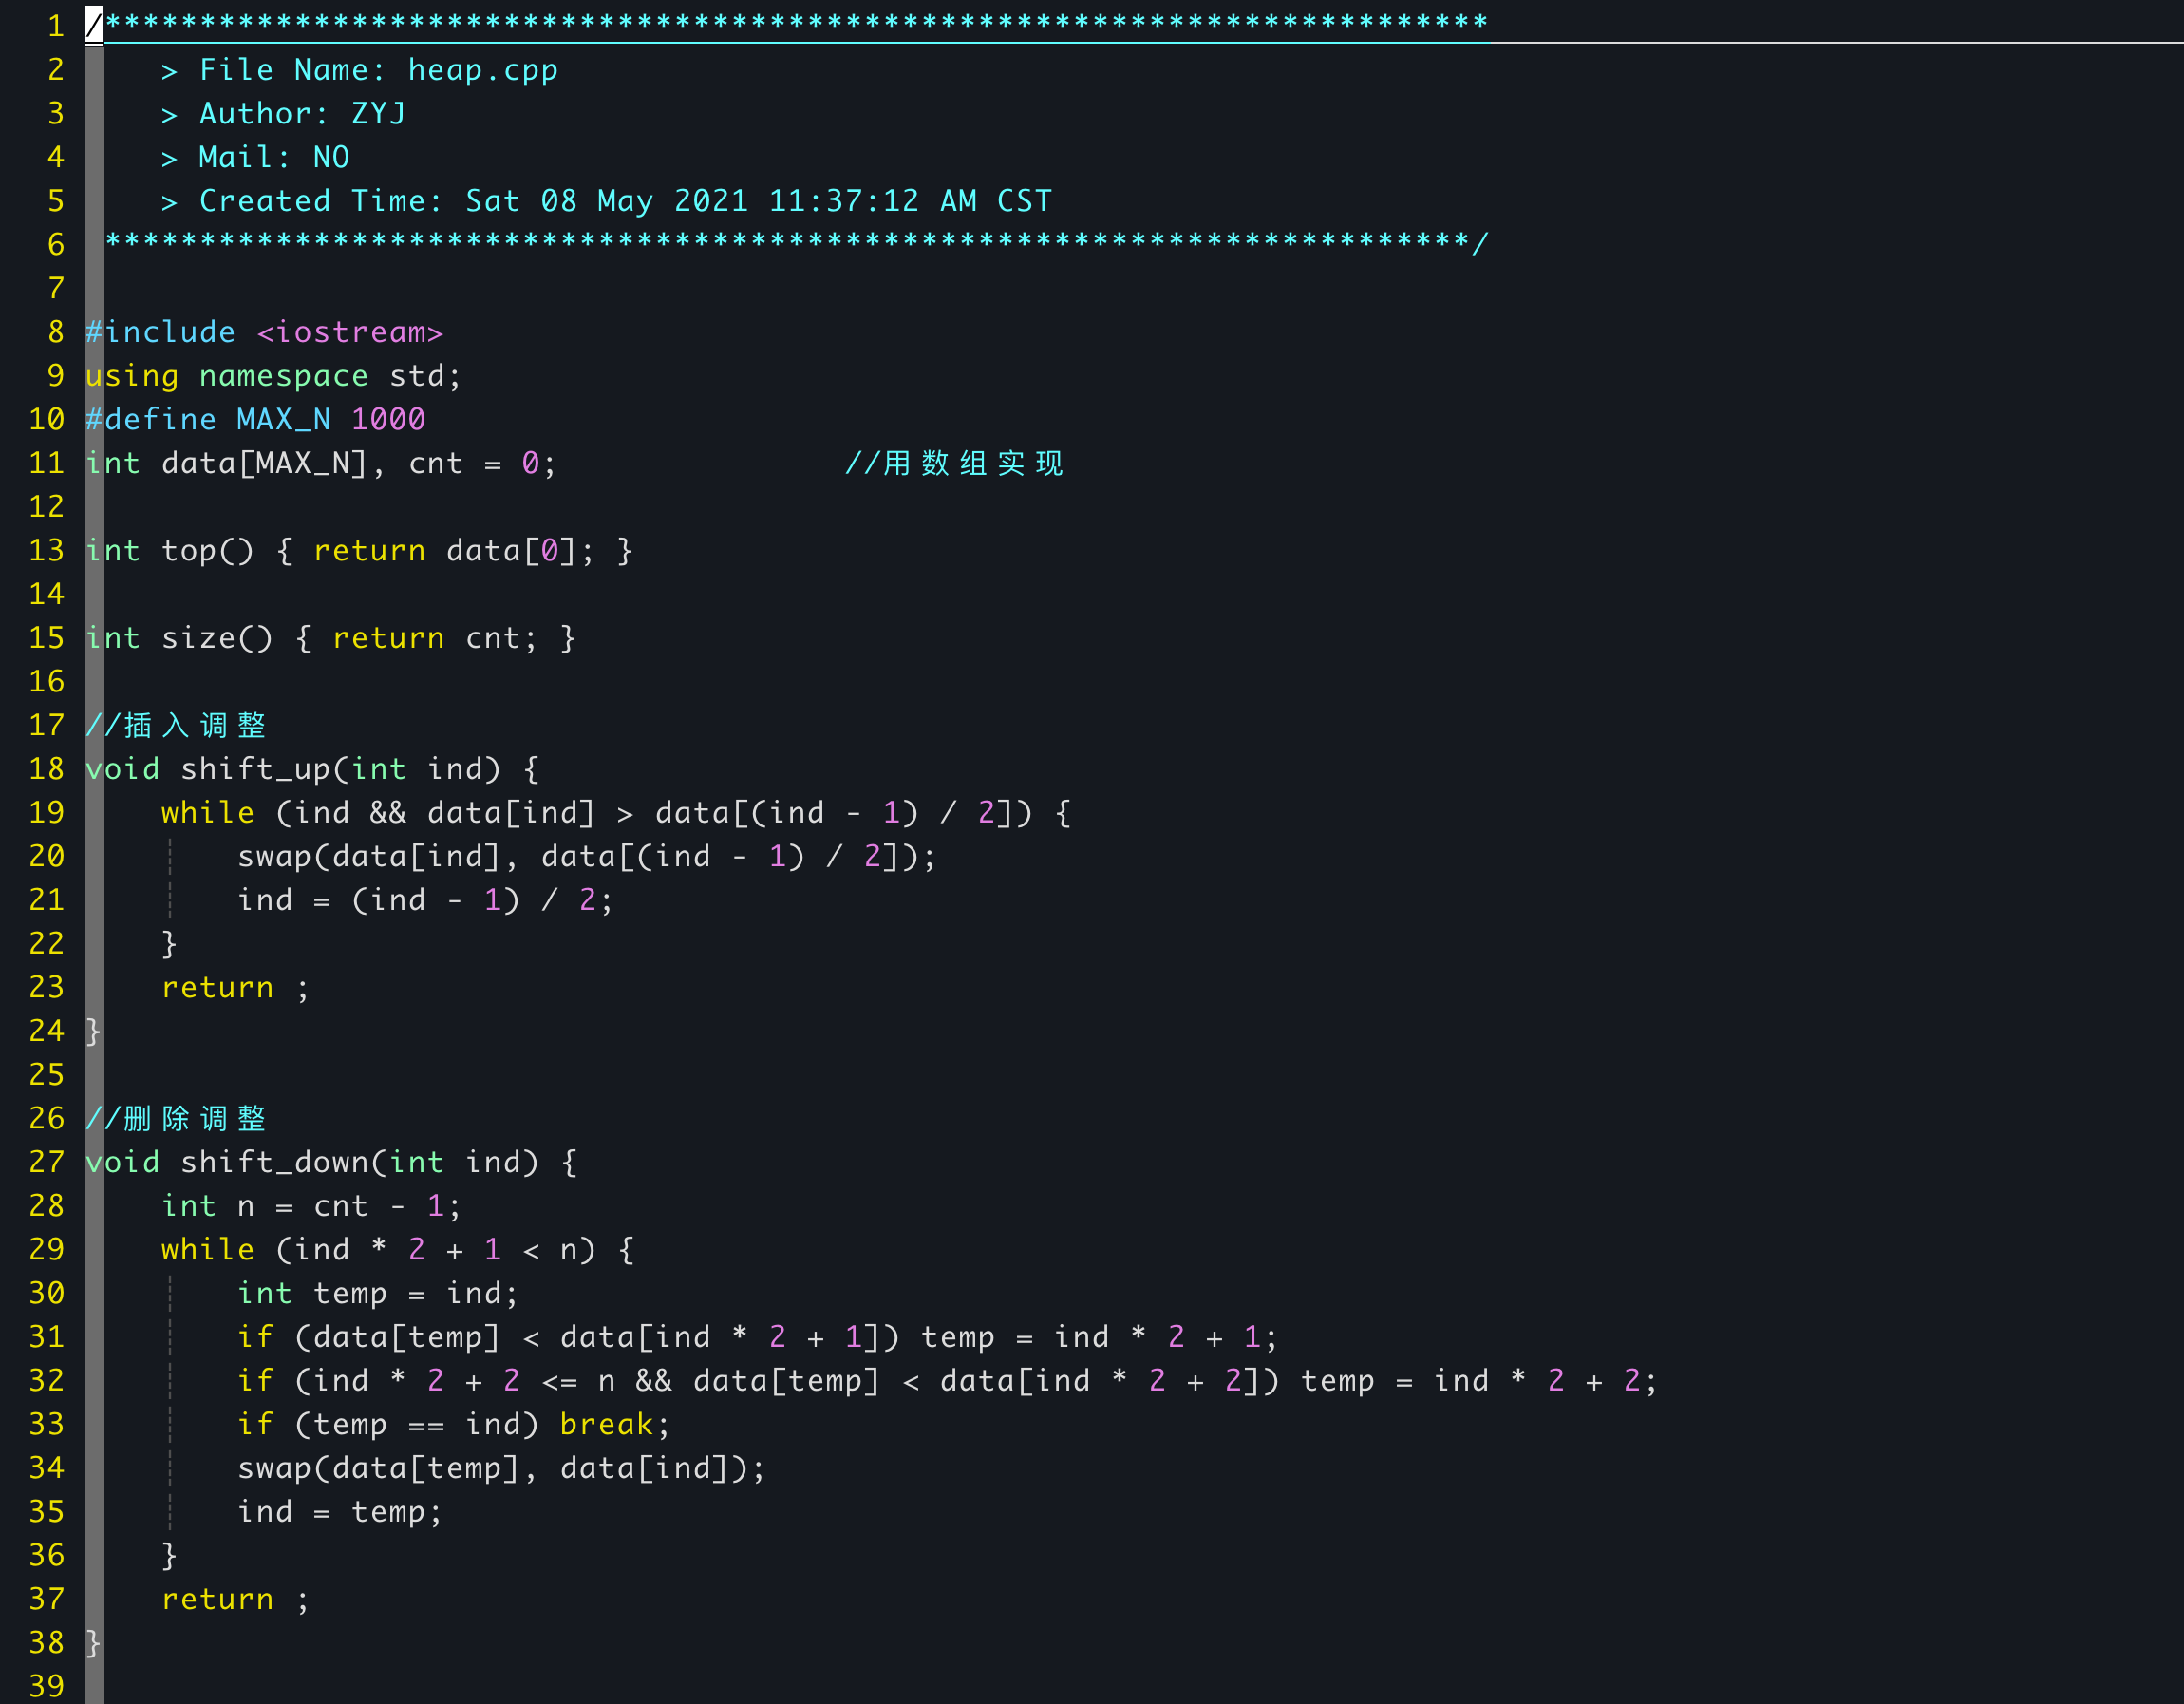 1 /*************************************************************************
2     > File Name: heap.cpp
3     > Author: ZYJ
4     > Mail: NO
5     > Created Time: Sat 08 May 2021 11:37:12 AM CST
6  ************************************************************************/
7
8 #include <iostream>
9 using namespace std;
10 #define MAX_N 1000
11 int data[MAX_N], cnt = 0;               //用数组实现
12
13 int top() { return data[0]; }
14
15 int size() { return cnt; }
16
17 //插入调整
18 void shift_up(int ind) {
19     while (ind && data[ind] > data[(ind - 1) / 2]) {
20         swap(data[ind], data[(ind - 1) / 2]);
21         ind = (ind - 1) / 2;
22     }
23     return ;
24 }
25
26 //删除调整
27 void shift_down(int ind) {
28     int n = cnt - 1;
29     while (ind * 2 + 1 < n) {
30         int temp = ind;
31         if (data[temp] < data[ind * 2 + 1]) temp = ind * 2 + 1;
32         if (ind * 2 + 2 <= n && data[temp] < data[ind * 2 + 2]) temp = ind * 2 + 2;
33         if (temp == ind) break;
34         swap(data[temp], data[ind]);
35         ind = temp;
36     }
37     return ;
38 }
39